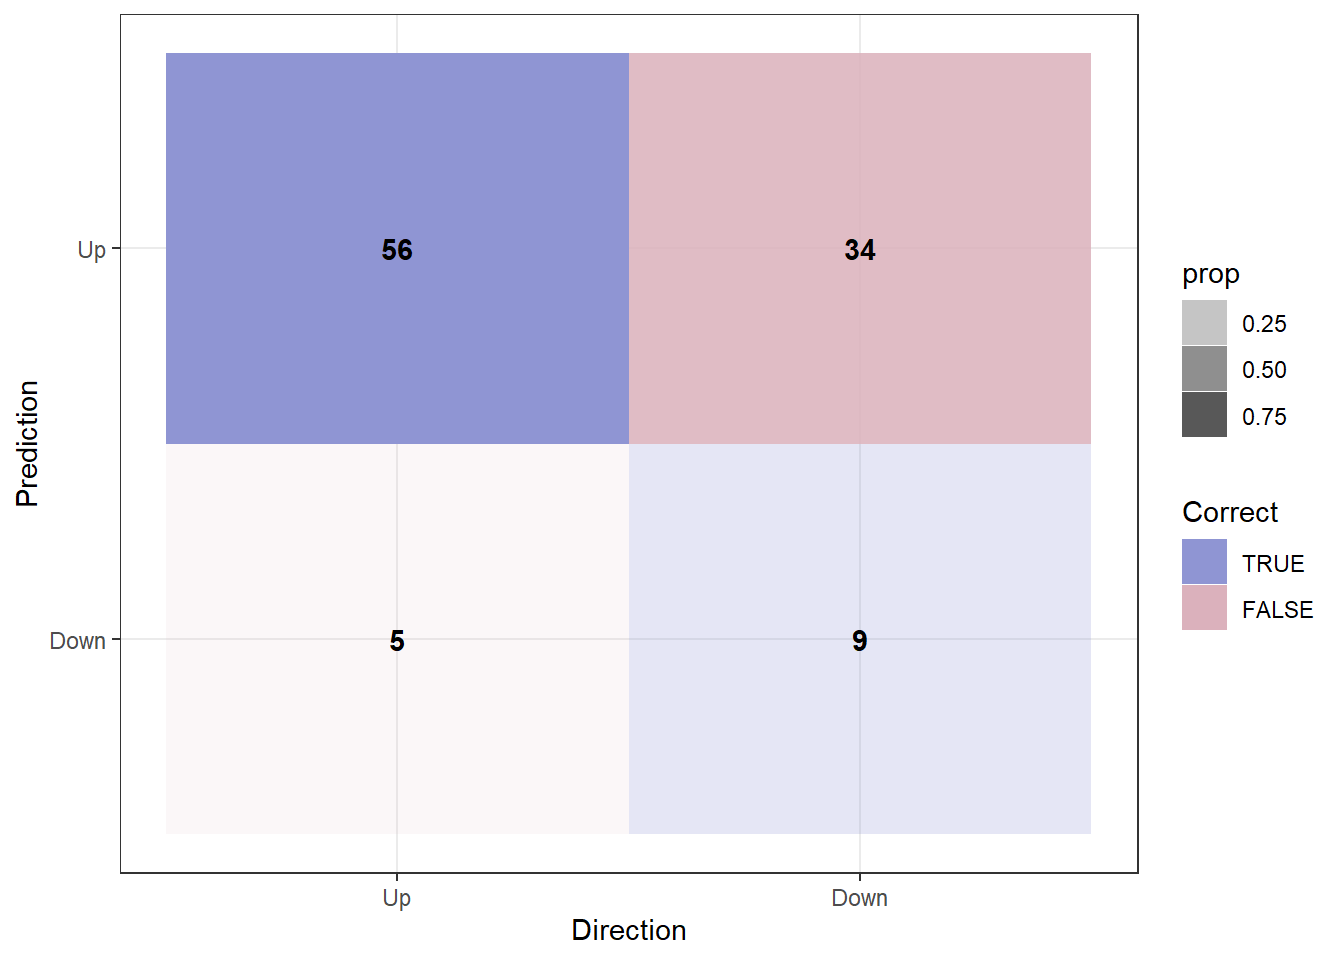 Prediction
Up
Down
56
34
5
9
Up
Down
Direction
prop
0.25
0.50
0.75
Correct
TRUE
FALSE